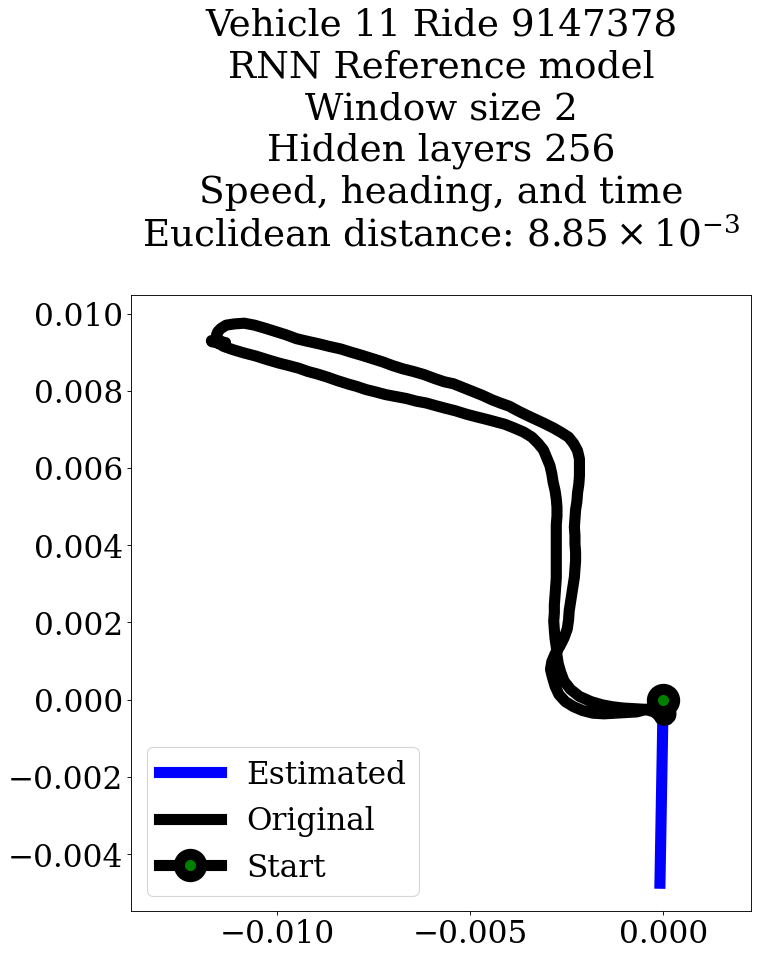 Vehicle 11 Ride 9147378
RNN Reference model
Window size 2
Hidden layers 256
Speed, heading, and time
Euclidean distance: 8.85 × 10⁻³
0.010
0.008
0.006
0.004
0.002
0.000
−0.002
−0.004
Estimated
Original
Start
−0.010
−0.005
0.000